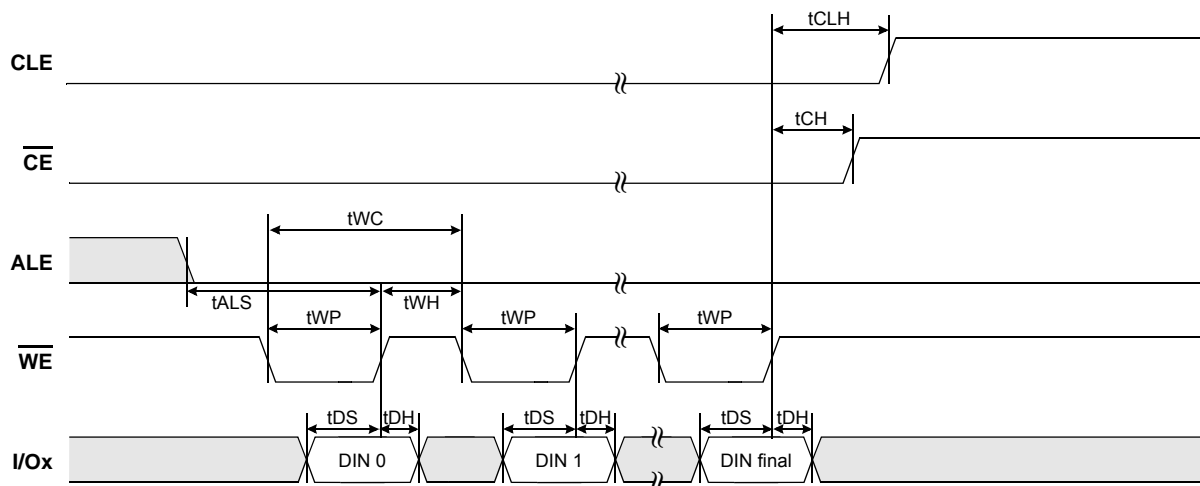 tCLH
CLE
tCH
CE
tWC
ALE
tALS
tWH
tWP
tWP
tWP
WE
tDS
tDH
tDS
tDH
tDS
tDH
I/Ox
DIN 0
DIN 1
DIN final